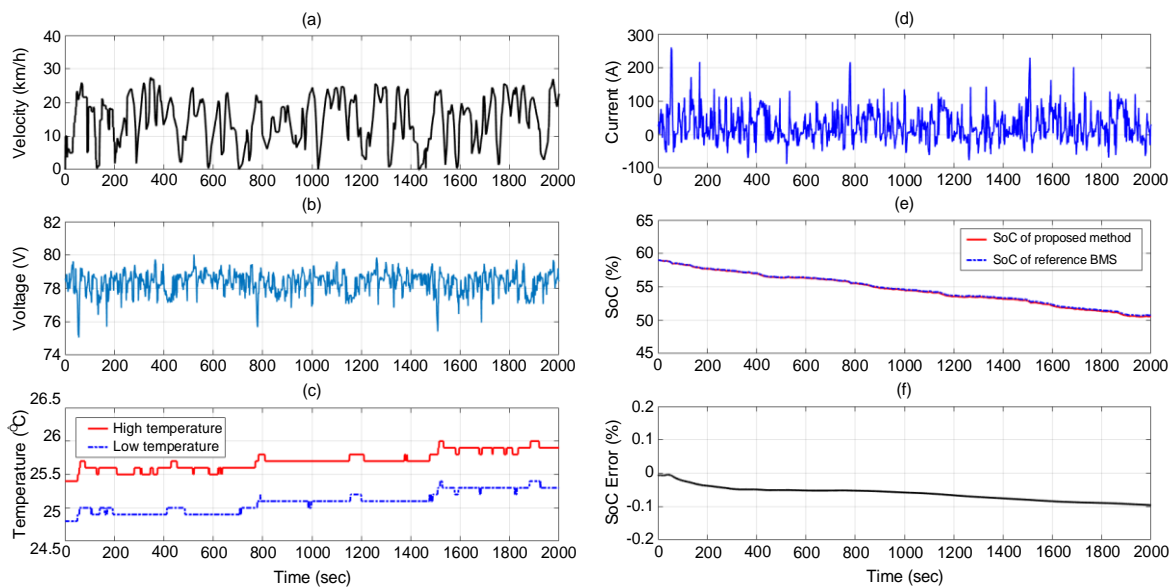 (a)
Velocity (km/h)
40
30
20
10
0
0 200 400 600 800 1000 1200 1400 1600 1800 2000
(b)
Voltage (V)
82
80
78
76
74
0 200 400 600 800 1000 1200 1400 1600 1800 2000
(c)
Temperature (°C)
26.5
26
25.5
25
24.5
High temperature
Low temperature
0 200 400 600 800 1000 1200 1400 1600 1800 2000
Time (sec)
(d)
Current (A)
300
200
100
0
-100
0 200 400 600 800 1000 1200 1400 1600 1800 2000
(e)
SoC (%)
65
60
55
50
45
SoC of proposed method
SoC of reference BMS
0 200 400 600 800 1000 1200 1400 1600 1800 2000
(f)
SoC Error (%)
0.2
0.1
0
-0.1
-0.2
0 200 400 600 800 1000 1200 1400 1600 1800 2000
Time (sec)